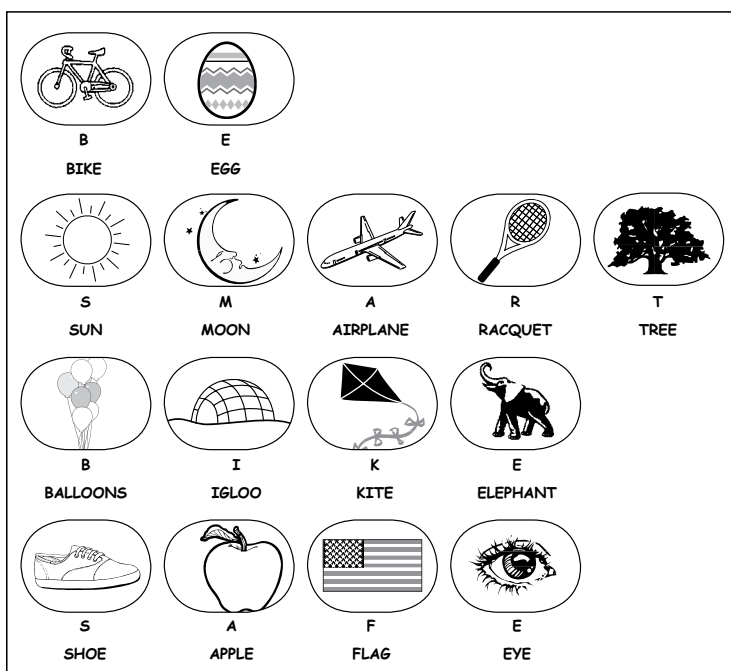 B E
BIKE EGG
S M A R T
SUN MOON AIRPLANE RACQUET TREE
B I K E
BALLOONS IGLOO KITE ELEPHANT
S A F E
SHOE APPLE FLAG EYE